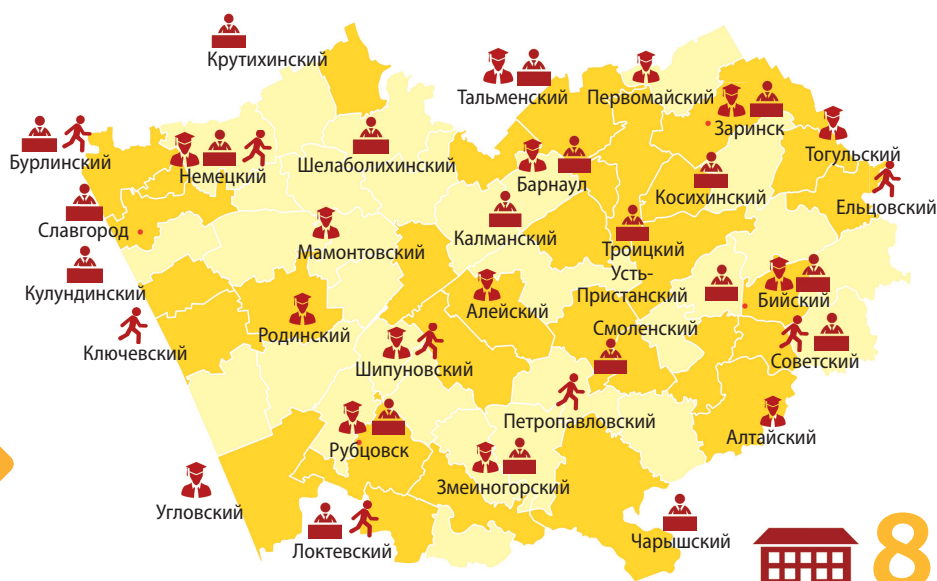 Крутихинский
Тальменский
Первомайский
Заринск
Тогульский
Бурлинский
Немецкий
Шелаболихинский
Барнаул
Косихинский
Ельцовский
Славгород
Мамонтовский
Калманский
Троицкий
Усть-
Пристанский
Кулундинский
Бийский
Ключевский
Родинский
Алейский
Смоленский
Советский
Шипуновский
Петропавловский
Алтайский
Рубцовск
Змеиногорский
Угловский
Локтевский
Чарышский
8